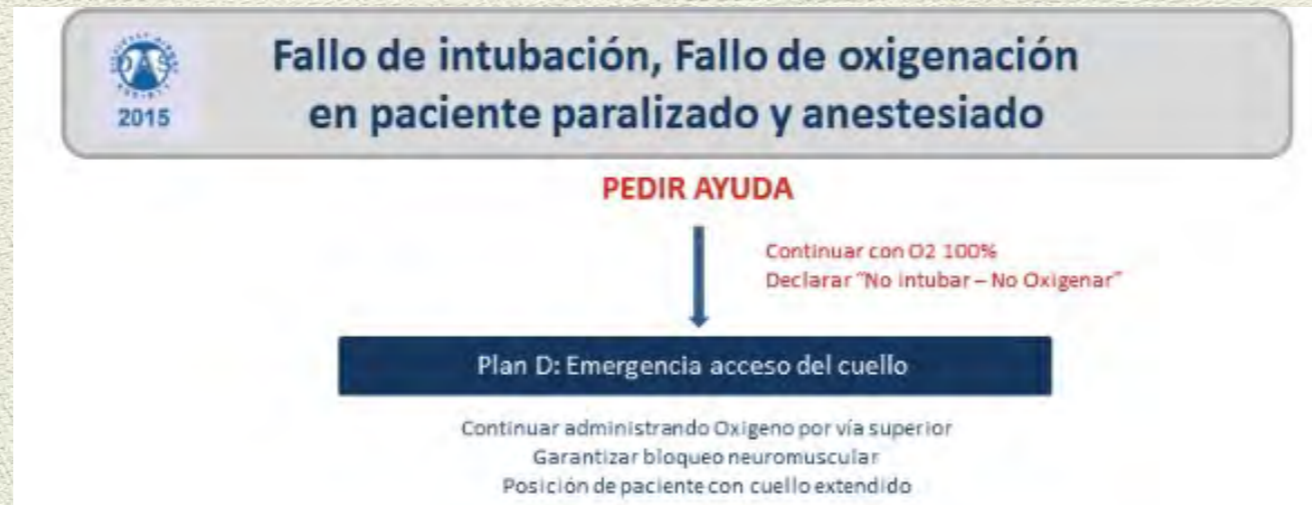 2015
Fallo de intubación, Fallo de oxigenación
en paciente paralizado y anestesiado
PEDIR AYUDA
Continuar con O2 100%
Declarar "No intubar – No Oxigenar"
Plan D: Emergencia acceso del cuello
Continuar administrando Oxigeno por vía superior
Garantizar bloqueo neuromuscular
Posición de paciente con cuello extendido